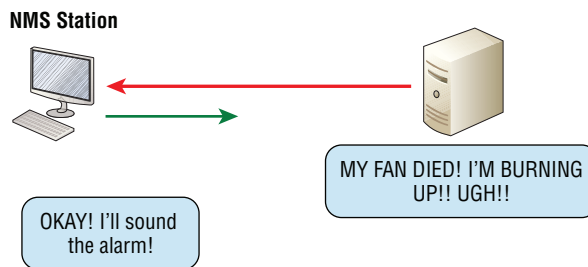 NMS Station
MY FAN DIED! I'M BURNING
UP!! UGH!!
OKAY! I'll sound
the alarm!